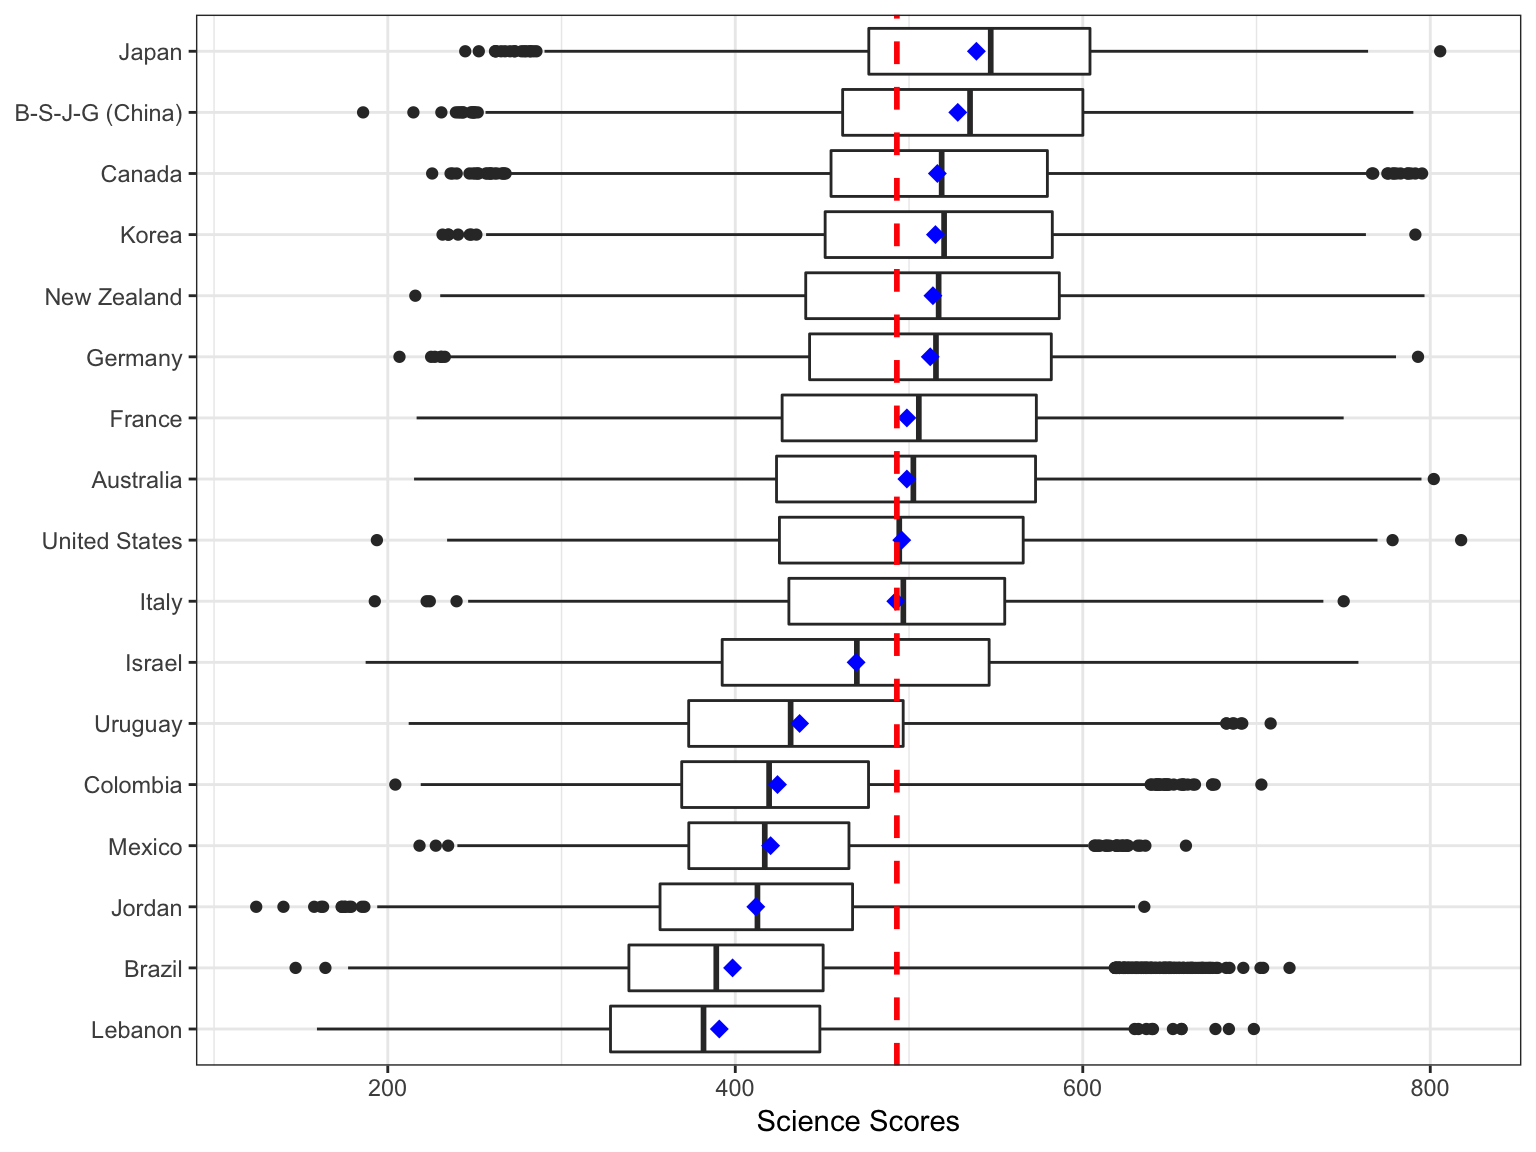 Japan
B-S-J-G (China)
Canada
Korea
New Zealand
Germany
France
Australia
United States
Italy
Israel
Uruguay
Colombia
Mexico
Jordan
Brazil
Lebanon
200 400 600 800
Science Scores